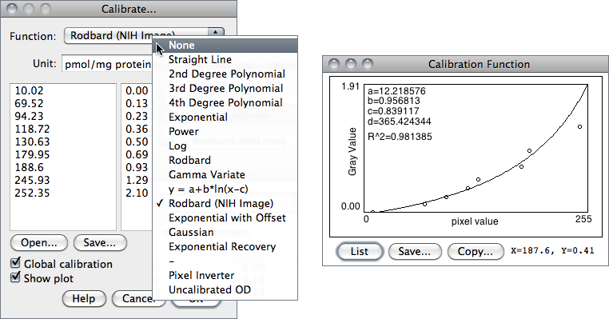 Calibrate...
Function: Rodbard (NIH Image)
Unit: pmol/mg protein
10.02
69.52
94.23
118.72
130.63
179.95
188.6
245.93
252.35
0.00
0.13
0.23
0.36
0.50
0.69
0.93
1.29
2.10
Open... Save...
Global calibration
Show plot
Help
None
Straight Line
2nd Degree Polynomial
3rd Degree Polynomial
4th Degree Polynomial
Exponential
Power
Log
Rodbard
Gamma Variate
y = a+b*ln(x-c)
✓ Rodbard (NIH Image)
Exponential with Offset
Gaussian
Exponential Recovery
–
Pixel Inverter
Uncalibrated OD
Calibration Function
1.91
a=12.218576
b=0.956813
c=0.839117
d=365.424344
R^2=0.981385
Gray Value
0.00
0 pixel value 255
List Save... Copy... X=187.6, Y=0.41